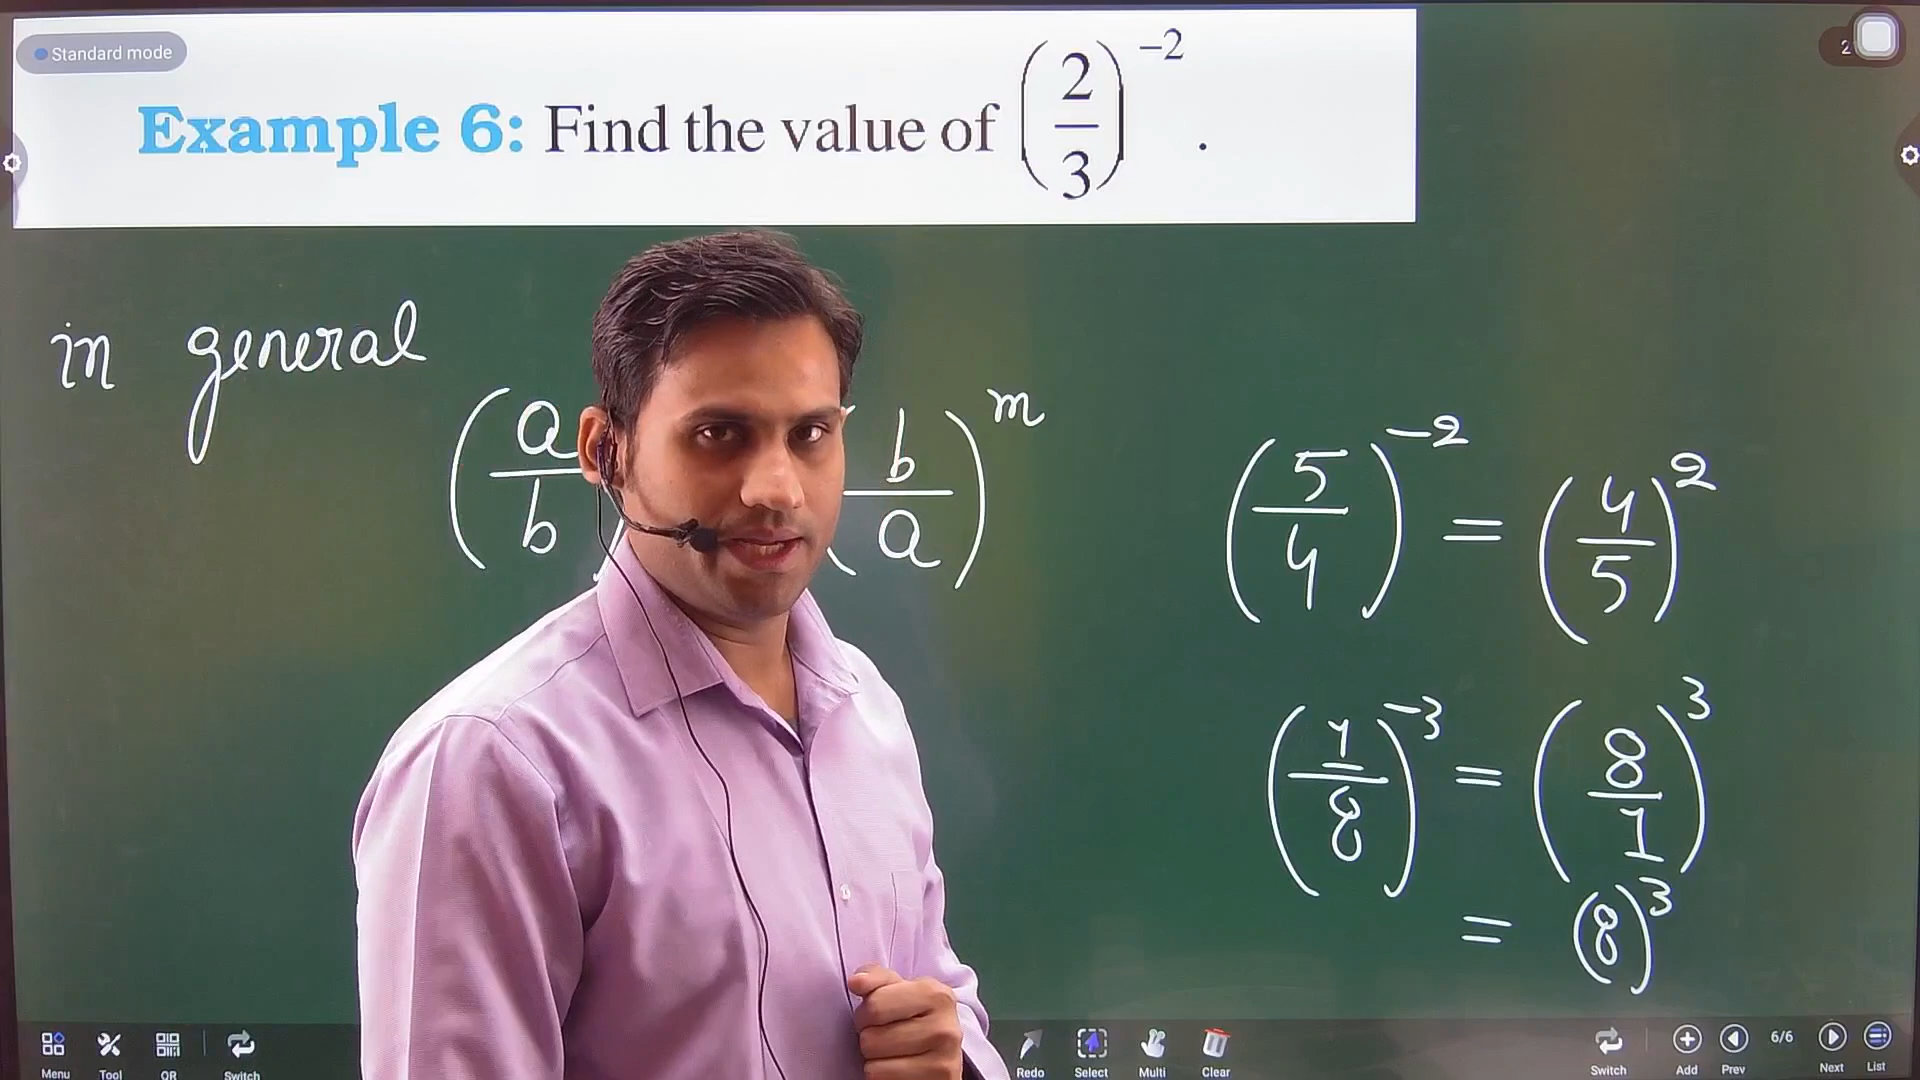 Standard mode
2
Example 6: Find the value of (2/3)^−2 .
in general
(a/b) (b/a)^m
(5/4)^−2 = (4/5)^2
(1/8)^−3 = (8/1)^3
= (8)^3
Menu Tool QR Switch Redo Select Multi Clear Switch Add Prev 6/6 Next List